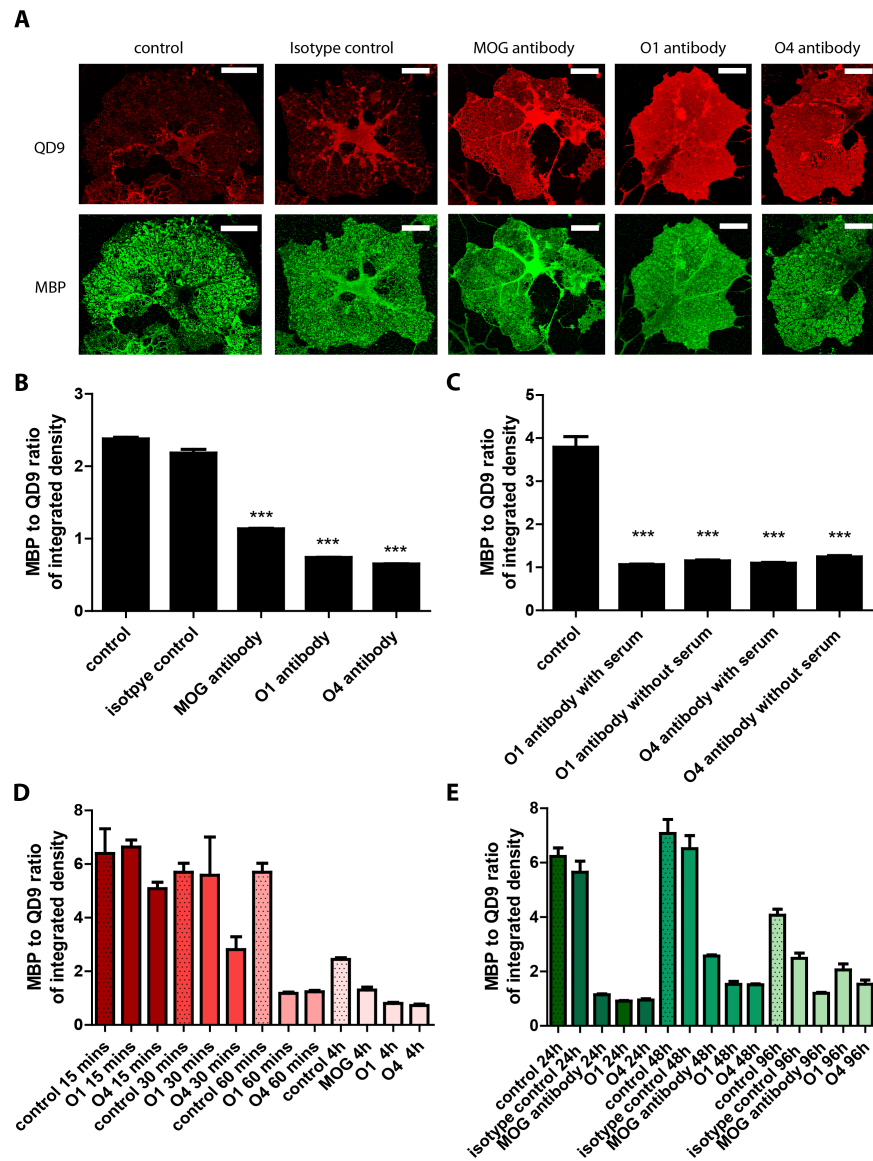 A
control
Isotype control
MOG antibody
O1 antibody
O4 antibody
QD9
MBP
B
MBP to QD9 ratio
of integrated density
3
2
1
0
control
isotpye control
MOG antibody
O1 antibody
O4 antibody
***
***
***
C
MBP to QD9 ratio
of integrated density
5
4
3
2
1
0
control
O1 antibody with serum
O1 antibody without serum
O4 antibody with serum
O4 antibody without serum
***
***
***
***
D
MBP to QD9 ratio
of integrated density
8
6
4
2
0
control 15 mins
O1 15 mins
O4 15 mins
control 30 mins
O1 30 mins
O4 30 mins
control 60 mins
O1 60 mins
O4 60 mins
control 4h
MOG 4h
O1 4h
O4 4h
E
MBP to QD9 ratio
of integrated density
8
6
4
2
0
control 24h
isotype control 24h
MOG antibody 24h
O1 24h
O4 24h
control 48h
isotype control 48h
MOG antibody 48h
O1 48h
O4 48h
control 96h
isotype control 96h
MOG antibody 96h
O1 96h
O4 96h